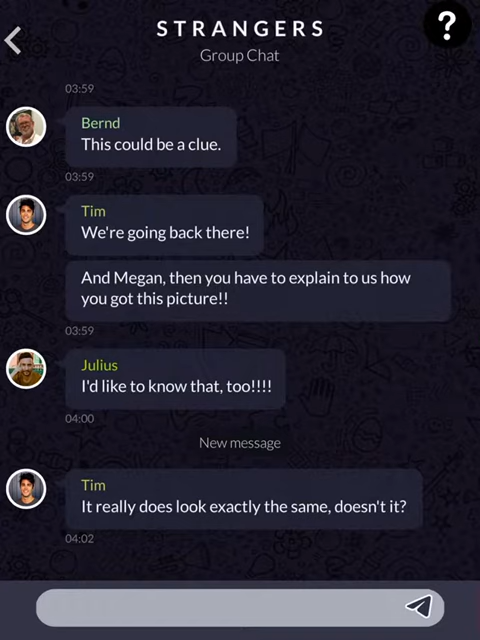 STRANGERS
?
Group Chat
03:59
Bernd
This could be a clue.
03:59
Tim
We're going back there!
And Megan, then you have to explain to us how
you got this picture!!
03:59
Julius
I'd like to know that, too!!!!
04:00
New message
Tim
It really does look exactly the same, doesn't it?
04:02